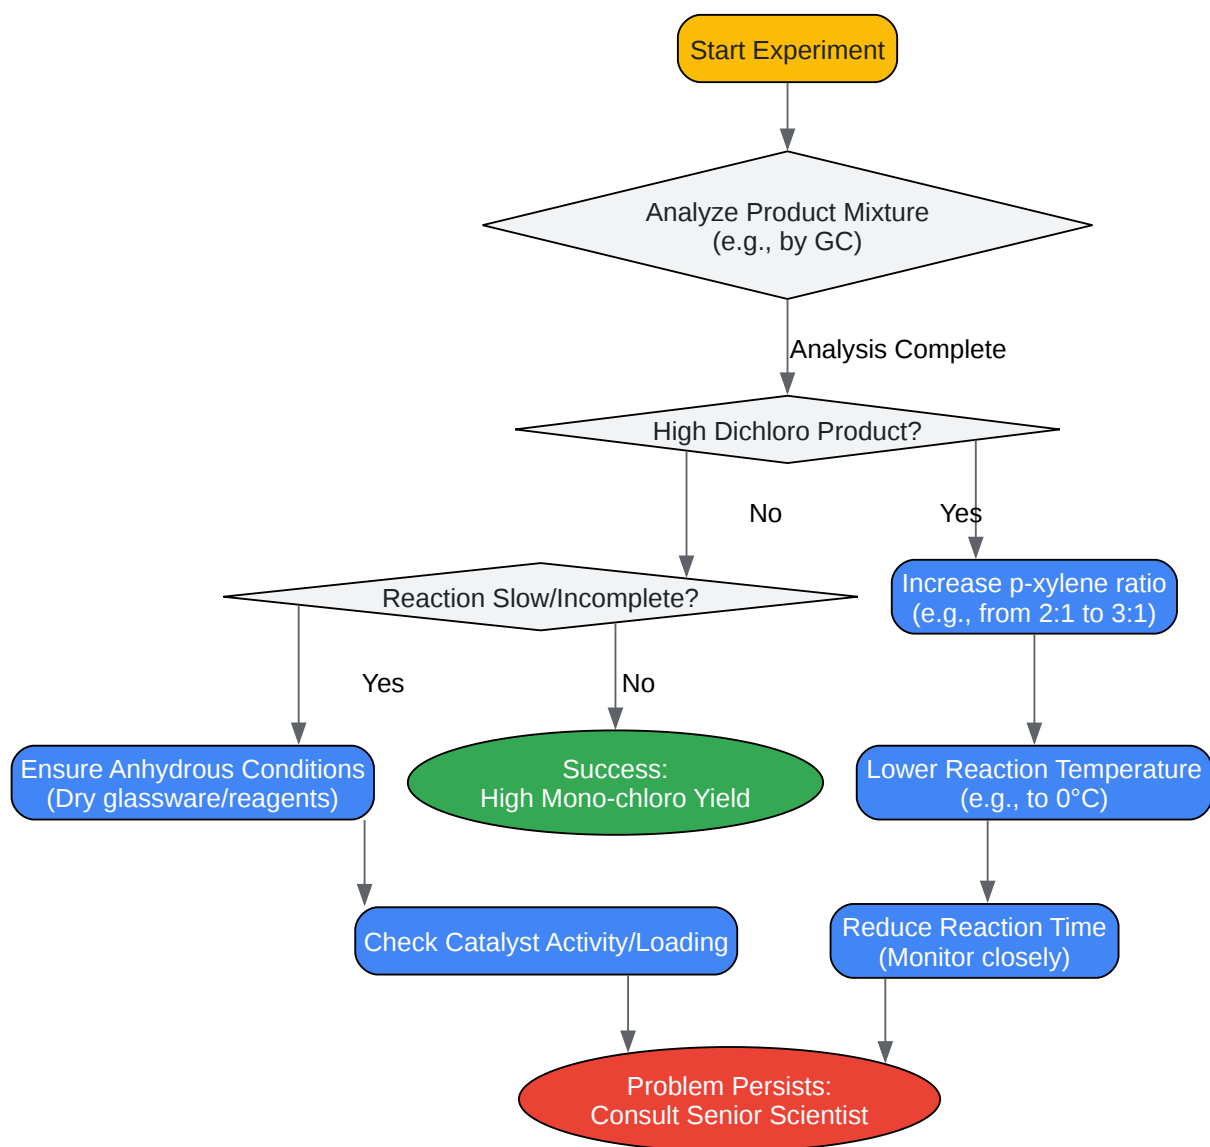 Start Experiment
Analyze Product Mixture
(e.g., by GC)
Analysis Complete
High Dichloro Product?
No
Yes
Increase p-xylene ratio
(e.g., from 2:1 to 3:1)
Reaction Slow/Incomplete?
Yes
No
Ensure Anhydrous Conditions
(Dry glassware/reagents)
Success:
High Mono-chloro Yield
Lower Reaction Temperature
(e.g., to 0°C)
Check Catalyst Activity/Loading
Reduce Reaction Time
(Monitor closely)
Problem Persists:
Consult Senior Scientist